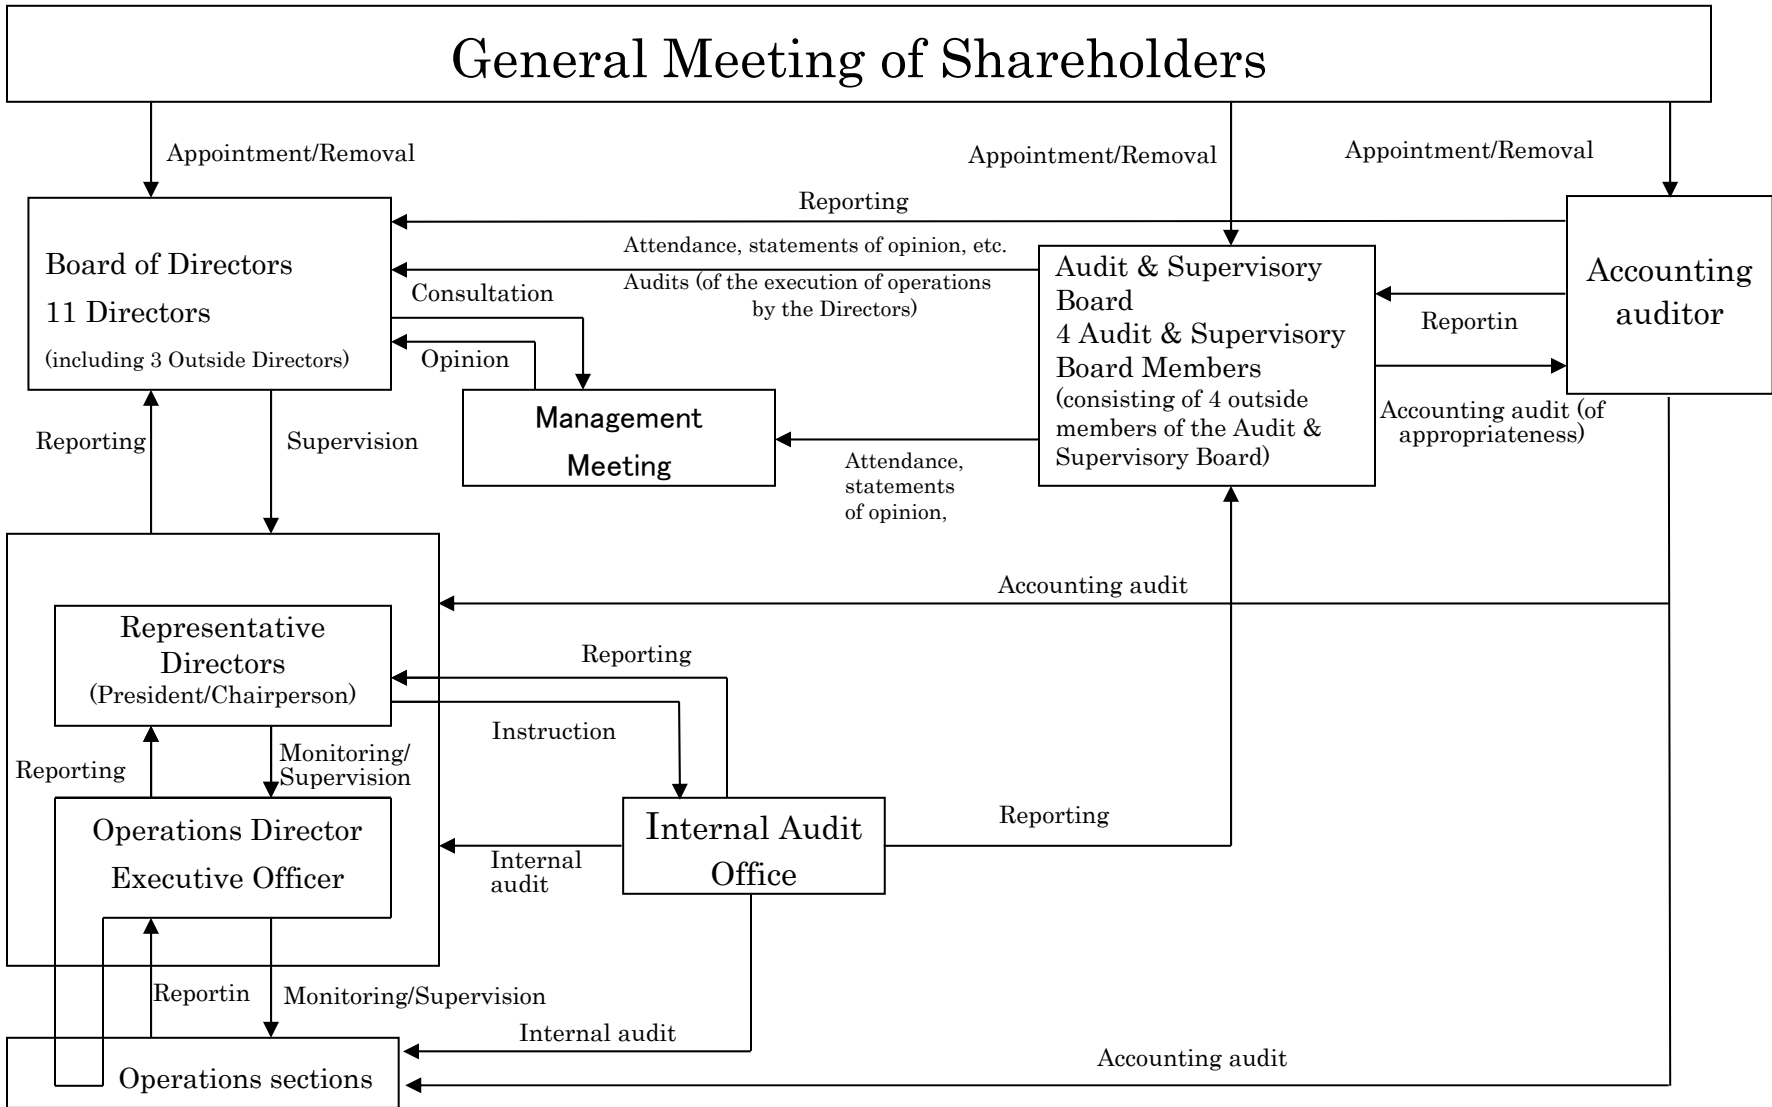 General Meeting of Shareholders
Appointment/Removal
Appointment/Removal
Appointment/Removal
Reporting
Board of Directors
11 Directors
(including 3 Outside Directors)
Attendance, statements of opinion, etc.
Audits (of the execution of operations
by the Directors)
Consultation
Opinion
Audit & Supervisory
Board
4 Audit & Supervisory
Board Members
(consisting of 4 outside
members of the Audit &
Supervisory Board)
Accounting
auditor
Reportin
Accounting audit (of
appropriateness)
Management
Meeting
Attendance,
statements
of opinion,
Reporting
Supervision
Accounting audit
Representative
Directors
(President/Chairperson)
Reporting
Instruction
Reporting
Monitoring/
Supervision
Operations Director
Executive Officer
Internal
audit
Internal Audit
Office
Reporting
Reportin
Monitoring/Supervision
Internal audit
Accounting audit
Operations sections